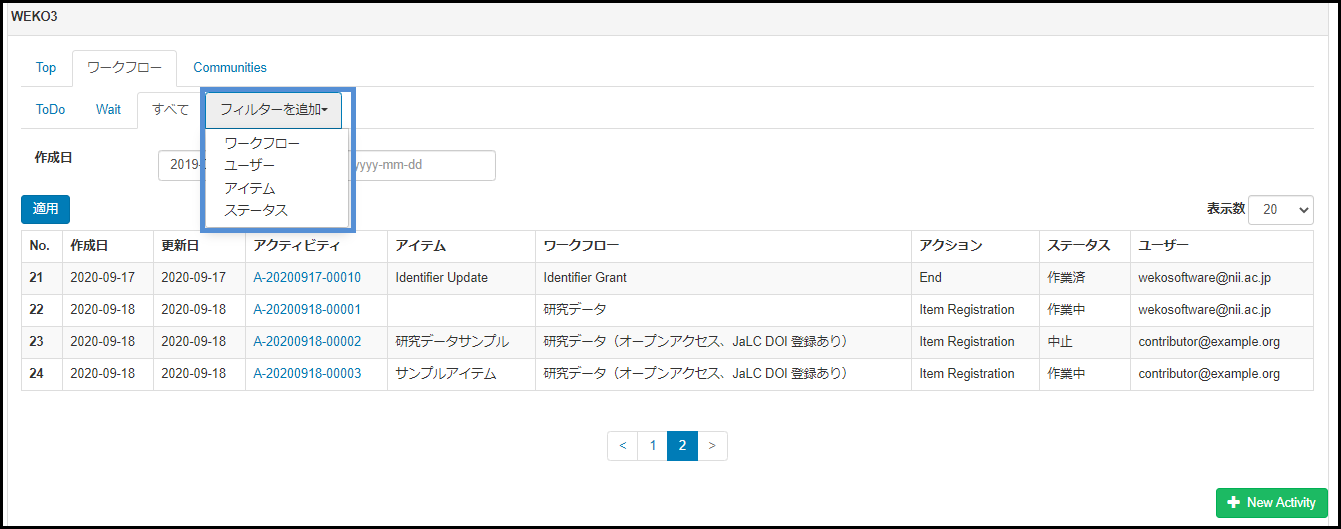 WEKO3
Top ワークフロー Communities
ToDo Wait すべて フィルターを追加
ワークフロー
作成日
2019- yyyy-mm-dd
ユーザー
アイテム
ステータス
適用 表示数 20
No. 作成日 更新日 アクティビティ アイテム ワークフロー アクション ステータス ユーザー
21 2020-09-17 2020-09-17 A-20200917-00010 Identifier Update Identifier Grant End 作業済 wekosoftware@nii.ac.jp
22 2020-09-18 2020-09-18 A-20200918-00001 研究データ Item Registration 作業中 wekosoftware@nii.ac.jp
23 2020-09-18 2020-09-18 A-20200918-00002 研究データサンプル 研究データ（オープンアクセス、JaLC DOI 登録あり） Item Registration 中止 contributor@example.org
24 2020-09-18 2020-09-18 A-20200918-00003 サンプルアイテム 研究データ（オープンアクセス、JaLC DOI 登録あり） Item Registration 作業中 contributor@example.org
< 1 2 >
New Activity